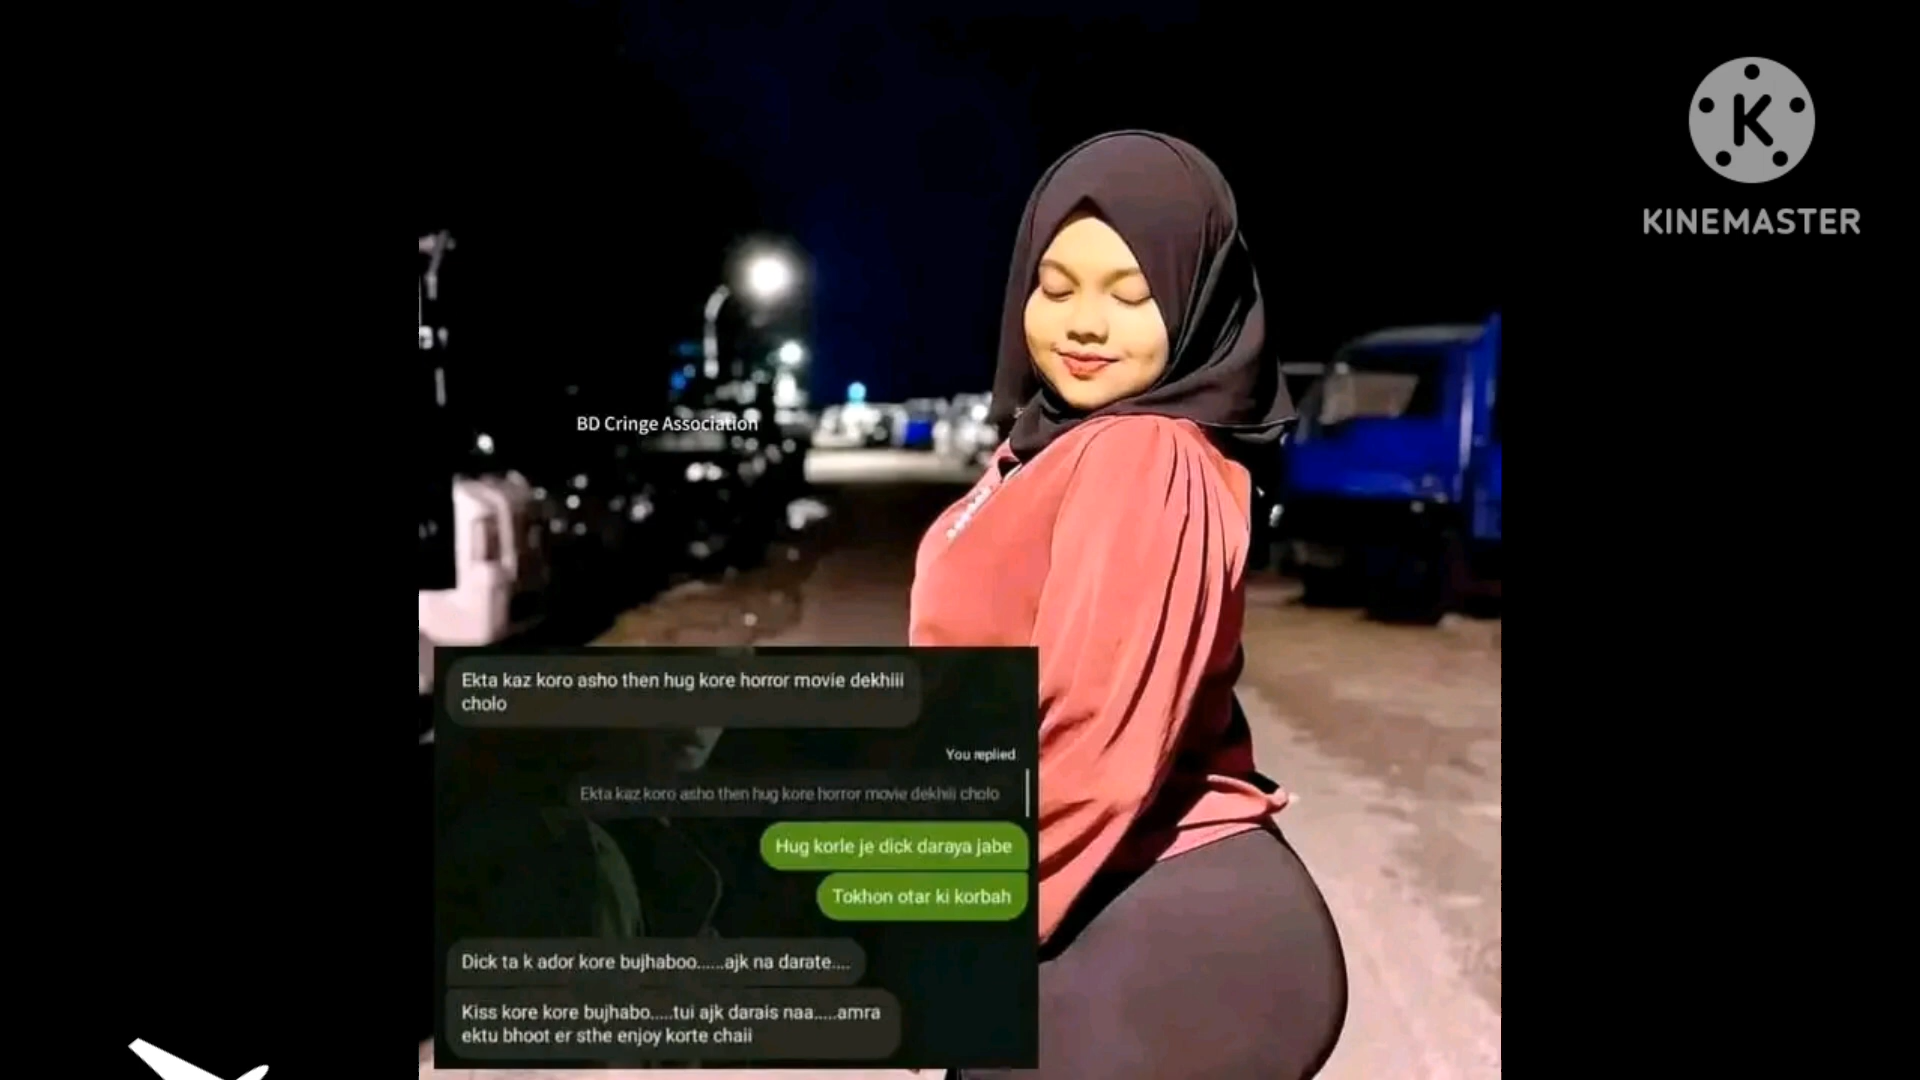 KINEMASTER
BD Cringe Association
Ekta kaz koro asho then hug kore horror movie dekhiii
cholo
You replied
Ekta kaz koro asho then hug kore horror movie dekhiii cholo
Hug korle je dick daraya jabe
Tokhon otar ki korbah
Dick ta k ador kore bujhaboo......ajk na darate....
Kiss kore kore bujhabo.....tui ajk darais naa.....amra
ektu bhoot er sthe enjoy korte chaii